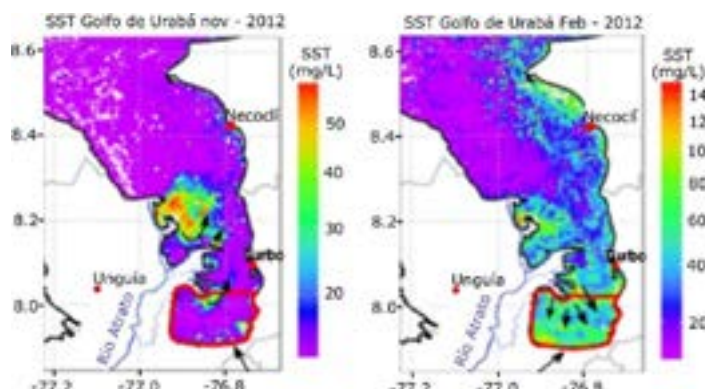 SST Golfo de Urabá nov - 2012
8.6
8.4
8.2
8.0
-77.2
-77.0
-76.8
Necoclí
Turbo
Unguía
Río Atrato
SST
(mg/L)
50
40
30
20
SST Golfo de Urabá Feb - 2012
8.6
8.4
8.2
8.0
-77.2
-77.0
-76.8
Necoclí
Turbo
Unguía
Río Atrato
SST
(mg/L)
14
12
10
80
60
40
20